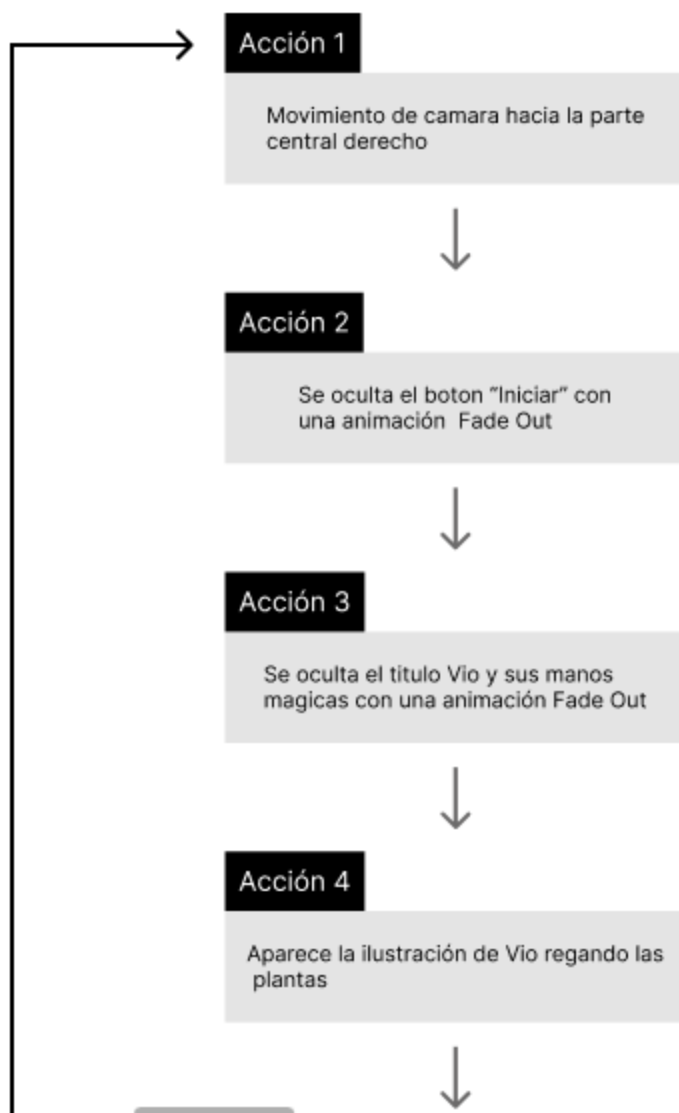 Acción 1
Movimiento de camara hacia la parte
central derecho
Acción 2
Se oculta el boton “Iniciar” con
una animación Fade Out
Acción 3
Se oculta el titulo Vio y sus manos
magicas con una animación Fade Out
Acción 4
Aparece la ilustración de Vio regando las
plantas